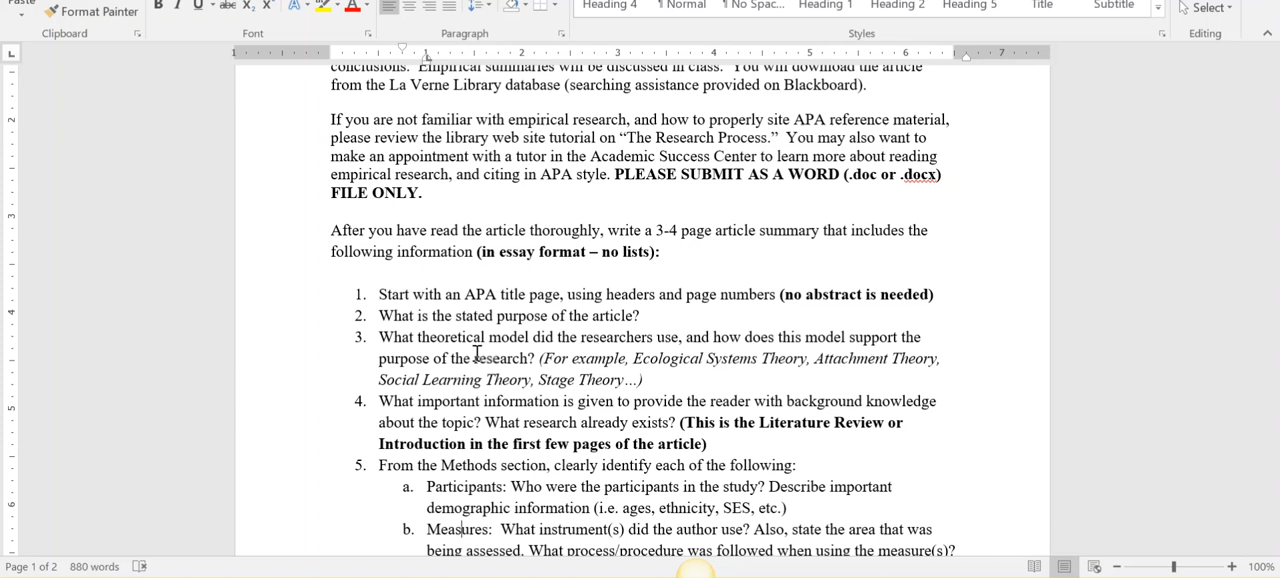 Format Painter
B I U abc X₂ X² A A
Heading 4 ¶ Normal ¶ No Spac... Heading 1 Heading 2 Heading 5 Title Subtitle
Select
Clipboard Font Paragraph Styles Editing
1 1 2 3 4 5 6 7
conclusions. Empirical summaries will be discussed in class. You will download the article
from the La Verne Library database (searching assistance provided on Blackboard).
If you are not familiar with empirical research, and how to properly site APA reference material,
please review the library web site tutorial on “The Research Process.” You may also want to
make an appointment with a tutor in the Academic Success Center to learn more about reading
empirical research, and citing in APA style. PLEASE SUBMIT AS A WORD (.doc or .docx)
FILE ONLY.
After you have read the article thoroughly, write a 3-4 page article summary that includes the
following information (in essay format – no lists):
1. Start with an APA title page, using headers and page numbers (no abstract is needed)
2. What is the stated purpose of the article?
3. What theoretical model did the researchers use, and how does this model support the
purpose of the research? (For example, Ecological Systems Theory, Attachment Theory,
Social Learning Theory, Stage Theory…)
4. What important information is given to provide the reader with background knowledge
about the topic? What research already exists? (This is the Literature Review or
Introduction in the first few pages of the article)
5. From the Methods section, clearly identify each of the following:
a. Participants: Who were the participants in the study? Describe important
demographic information (i.e. ages, ethnicity, SES, etc.)
b. Measures: What instrument(s) did the author use? Also, state the area that was
being assessed. What process/procedure was followed when using the measure(s)?
Page 1 of 2 880 words 100%